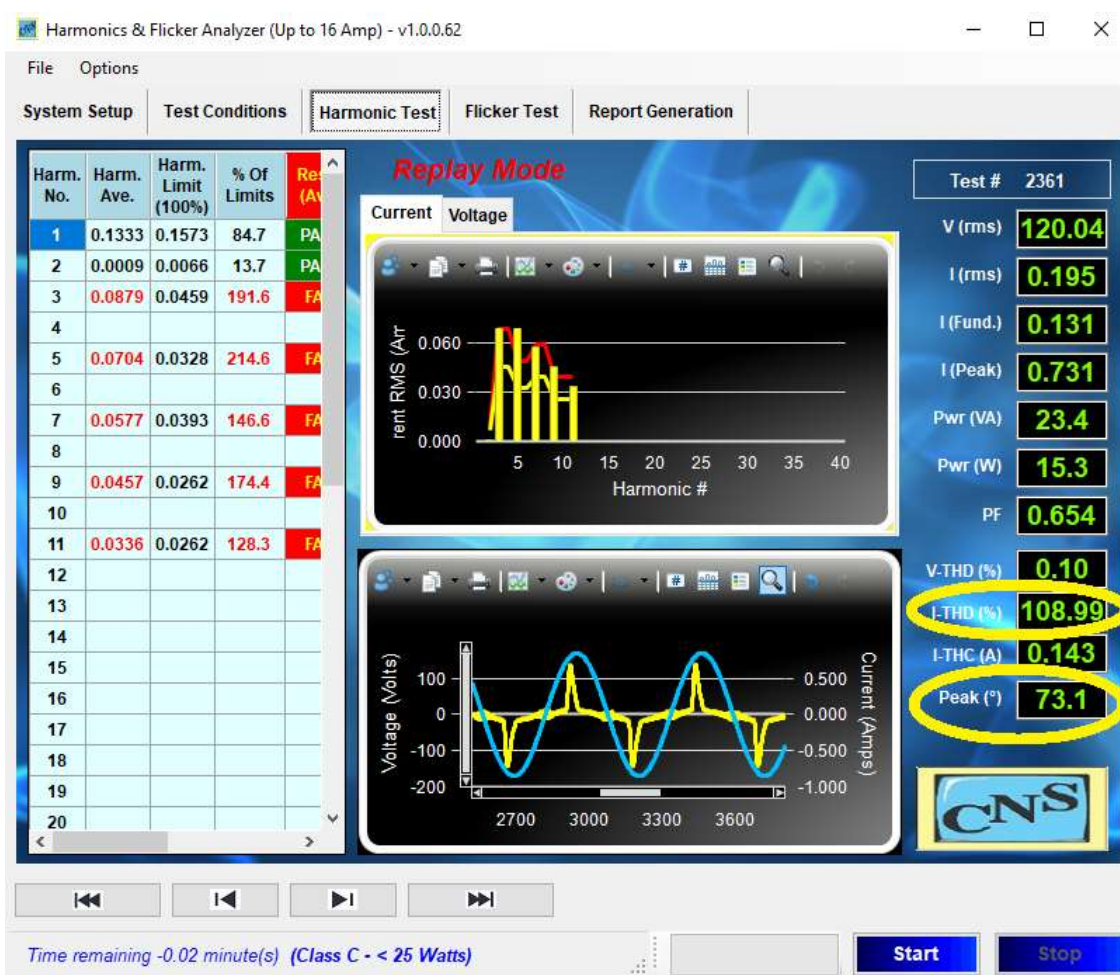 Harmonics & Flicker Analyzer (Up to 16 Amp) - v1.0.0.62
File Options
System Setup Test Conditions Harmonic Test Flicker Test Report Generation
Harm. No. Harm. Ave. Harm. Limit (100%) % Of Limits Res (Av
1 0.1333 0.1573 84.7 PA
2 0.0009 0.0066 13.7 PA
3 0.0879 0.0459 191.6 FA
4
5 0.0704 0.0328 214.6 FA
6
7 0.0577 0.0393 146.6 FA
8
9 0.0457 0.0262 174.4 FA
10
11 0.0336 0.0262 128.3 FA
12
13
14
15
16
17
18
19
20
Replay Mode
Current Voltage
rent RMS (Arr
0.060
0.030
0.000
5 10 15 20 25 30 35 40
Harmonic #
Voltage (Volts)
100
0
-100
-200
0.500
0.000
-0.500
-1.000
Current (Amps)
2700 3000 3300 3600
Test # 2361
V (rms) 120.04
I (rms) 0.195
I (Fund.) 0.131
I (Peak) 0.731
Pwr (VA) 23.4
Pwr (W) 15.3
PF 0.654
V-THD (%) 0.10
I-THD (%) 108.99
I-THC (A) 0.143
Peak (°) 73.1
CNS
Time remaining -0.02 minute(s) (Class C - < 25 Watts)
Start Stop